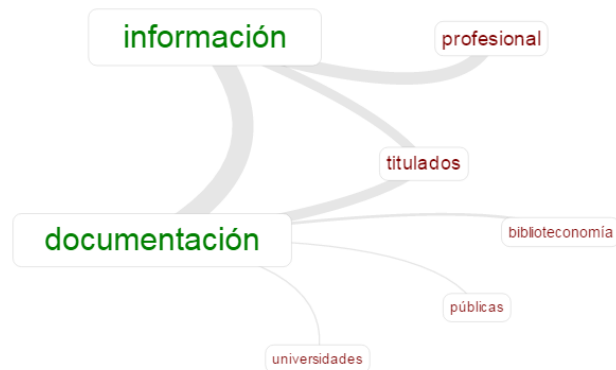 información
profesional
titulados
documentación
biblioteconomía
públicas
universidades